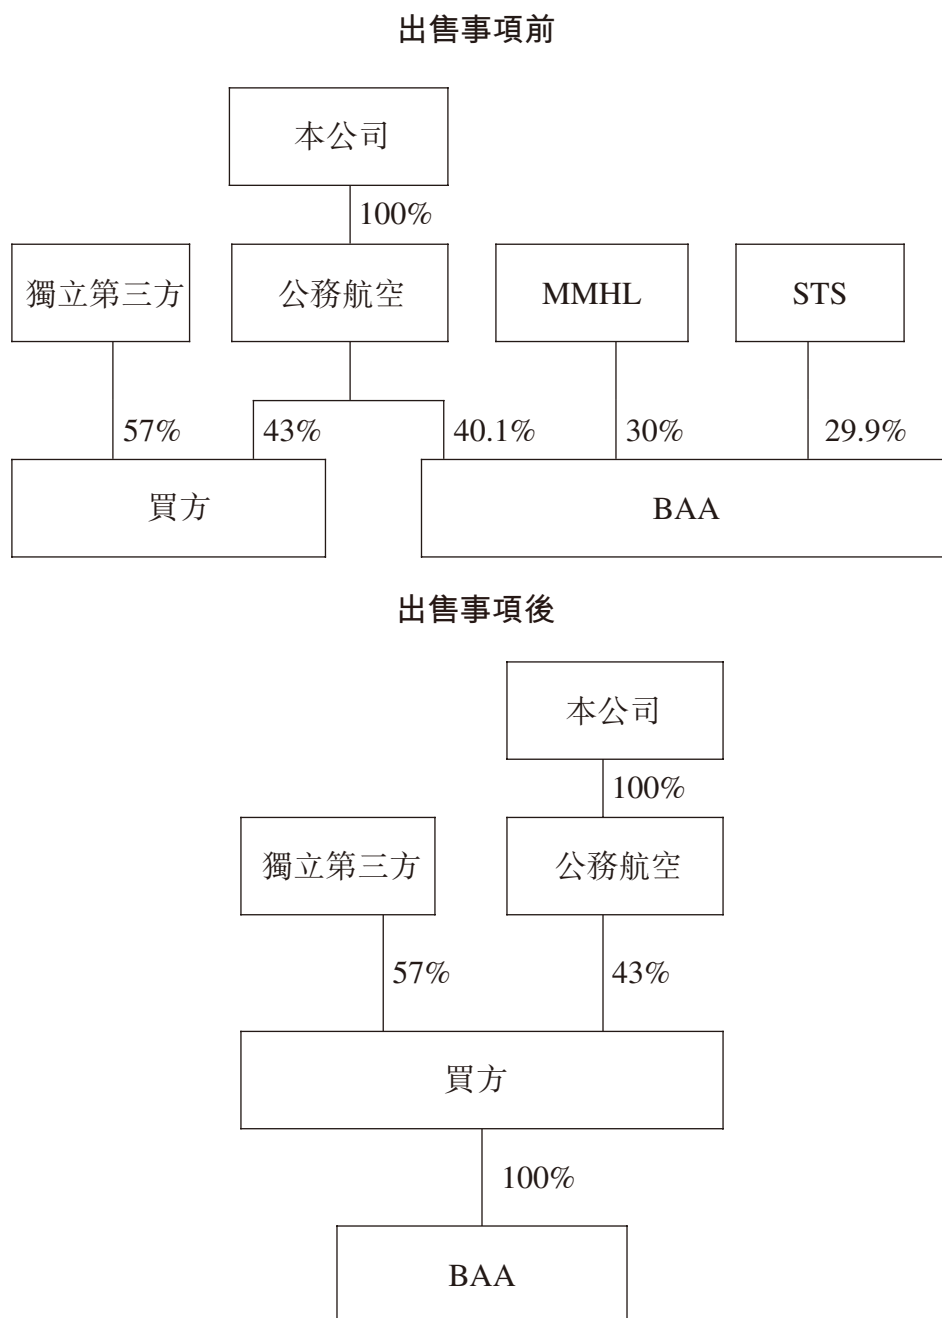 出售事項前
本公司
100%
獨立第三方
公務航空
MMHL
STS
57%
43%
40.1%
30%
29.9%
買方
BAA
出售事項後
本公司
100%
獨立第三方
公務航空
57%
43%
買方
100%
BAA